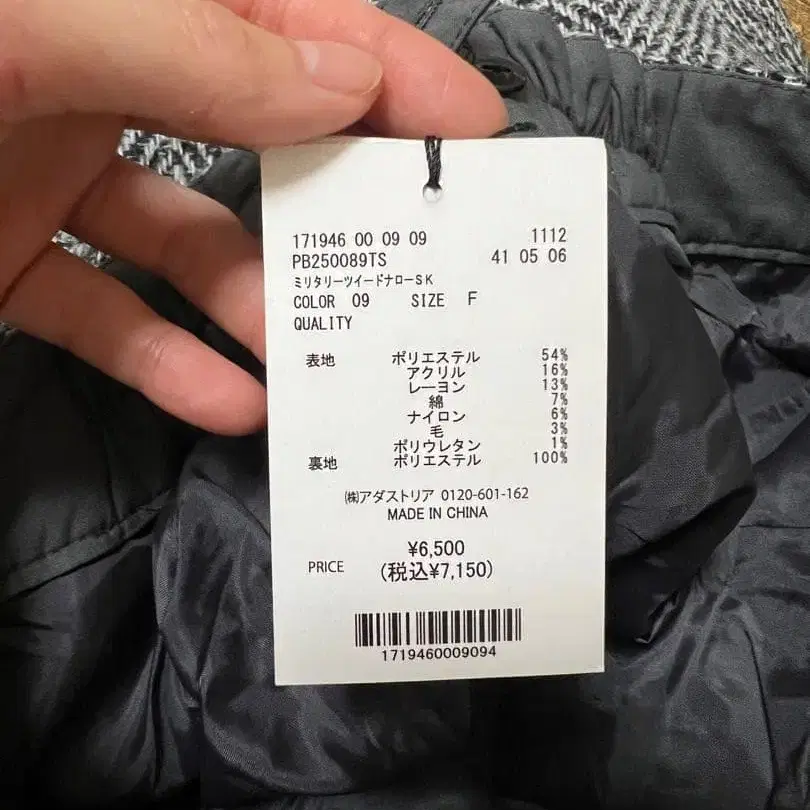 171946 00 09 09 1112
PB250089TS 41 05 06
ミリタリーツイードナローSK
COLOR 09 SIZE F
QUALITY
表地 ポリエステル 54%
アクリル 16%
レーヨン 13%
綿 7%
ナイロン 6%
毛 3%
ポリウレタン 1%
裏地 ポリエステル 100%
㈱アダストリア 0120-601-162
MADE IN CHINA
¥6,500
PRICE (税込¥7,150)
1719460009094